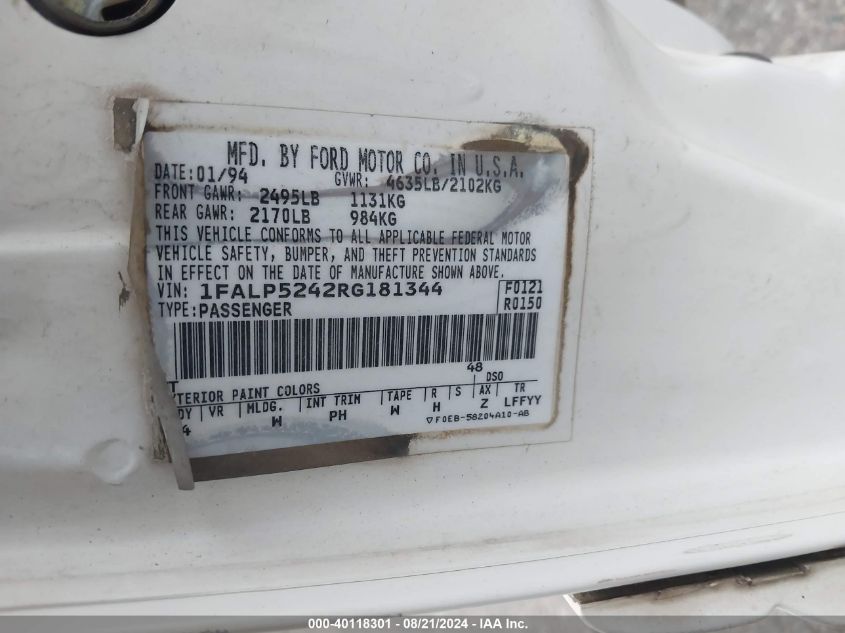 MFD. BY FORD MOTOR CO. IN U.S.A.
DATE: 01/94 GVWR: 4635LB/2102KG
FRONT GAWR: 2495LB 1131KG
REAR GAWR: 2170LB 984KG
THIS VEHICLE CONFORMS TO ALL APPLICABLE FEDERAL MOTOR
VEHICLE SAFETY, BUMPER, AND THEFT PREVENTION STANDARDS
IN EFFECT ON THE DATE OF MANUFACTURE SHOWN ABOVE.
VIN: 1FALP5242RG181344 F0121
TYPE: PASSENGER R0150
48 DSO
TERIOR PAINT COLORS
DY VR MLDG. INT TRIM TAPE R S AX TR
4 W PH W H Z LFFYY
▽F0EB-58204A10-AB
000-40118301 - 08/21/2024 - IAA Inc.